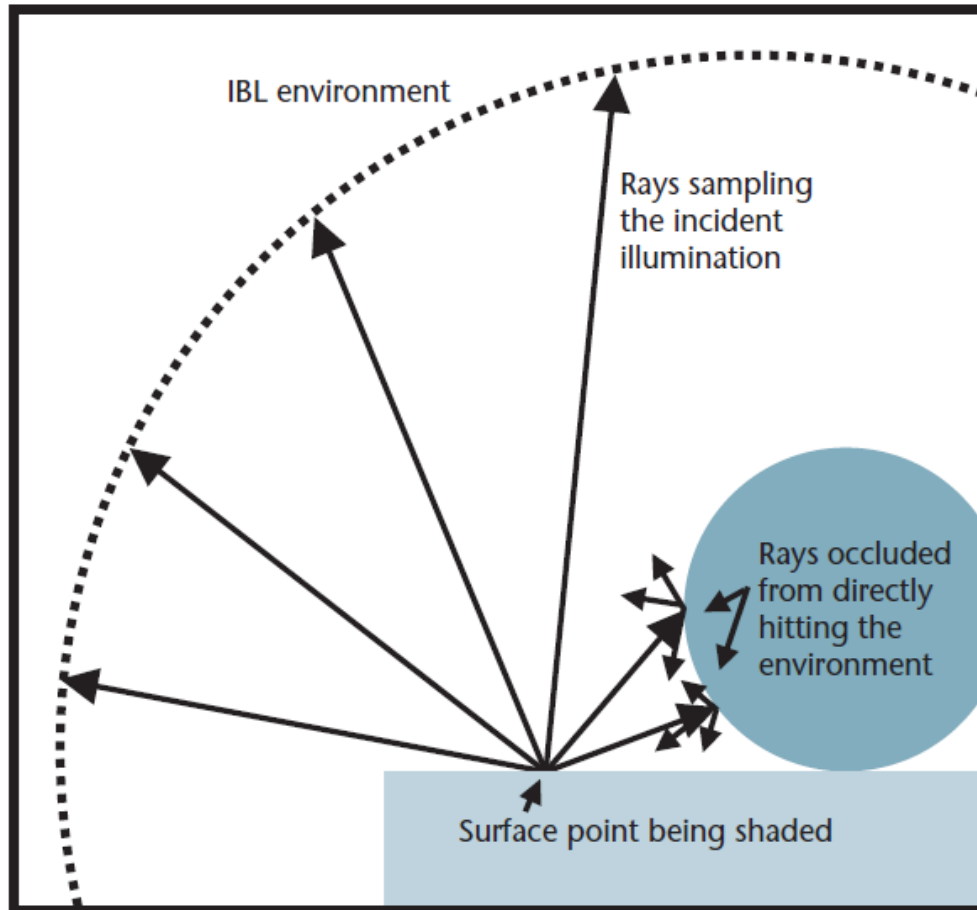 IBL environment
Rays sampling
the incident
illumination
Rays occluded
from directly
hitting the
environment
Surface point being shaded